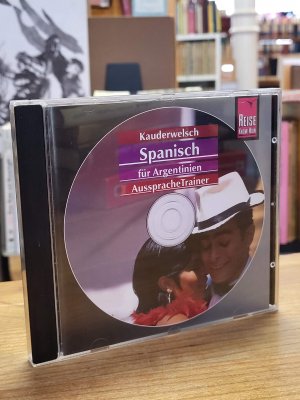 Kauderwelsch
Spanisch
für Argentinien
AusspracheTrainer
REISE
KNOW-HOW